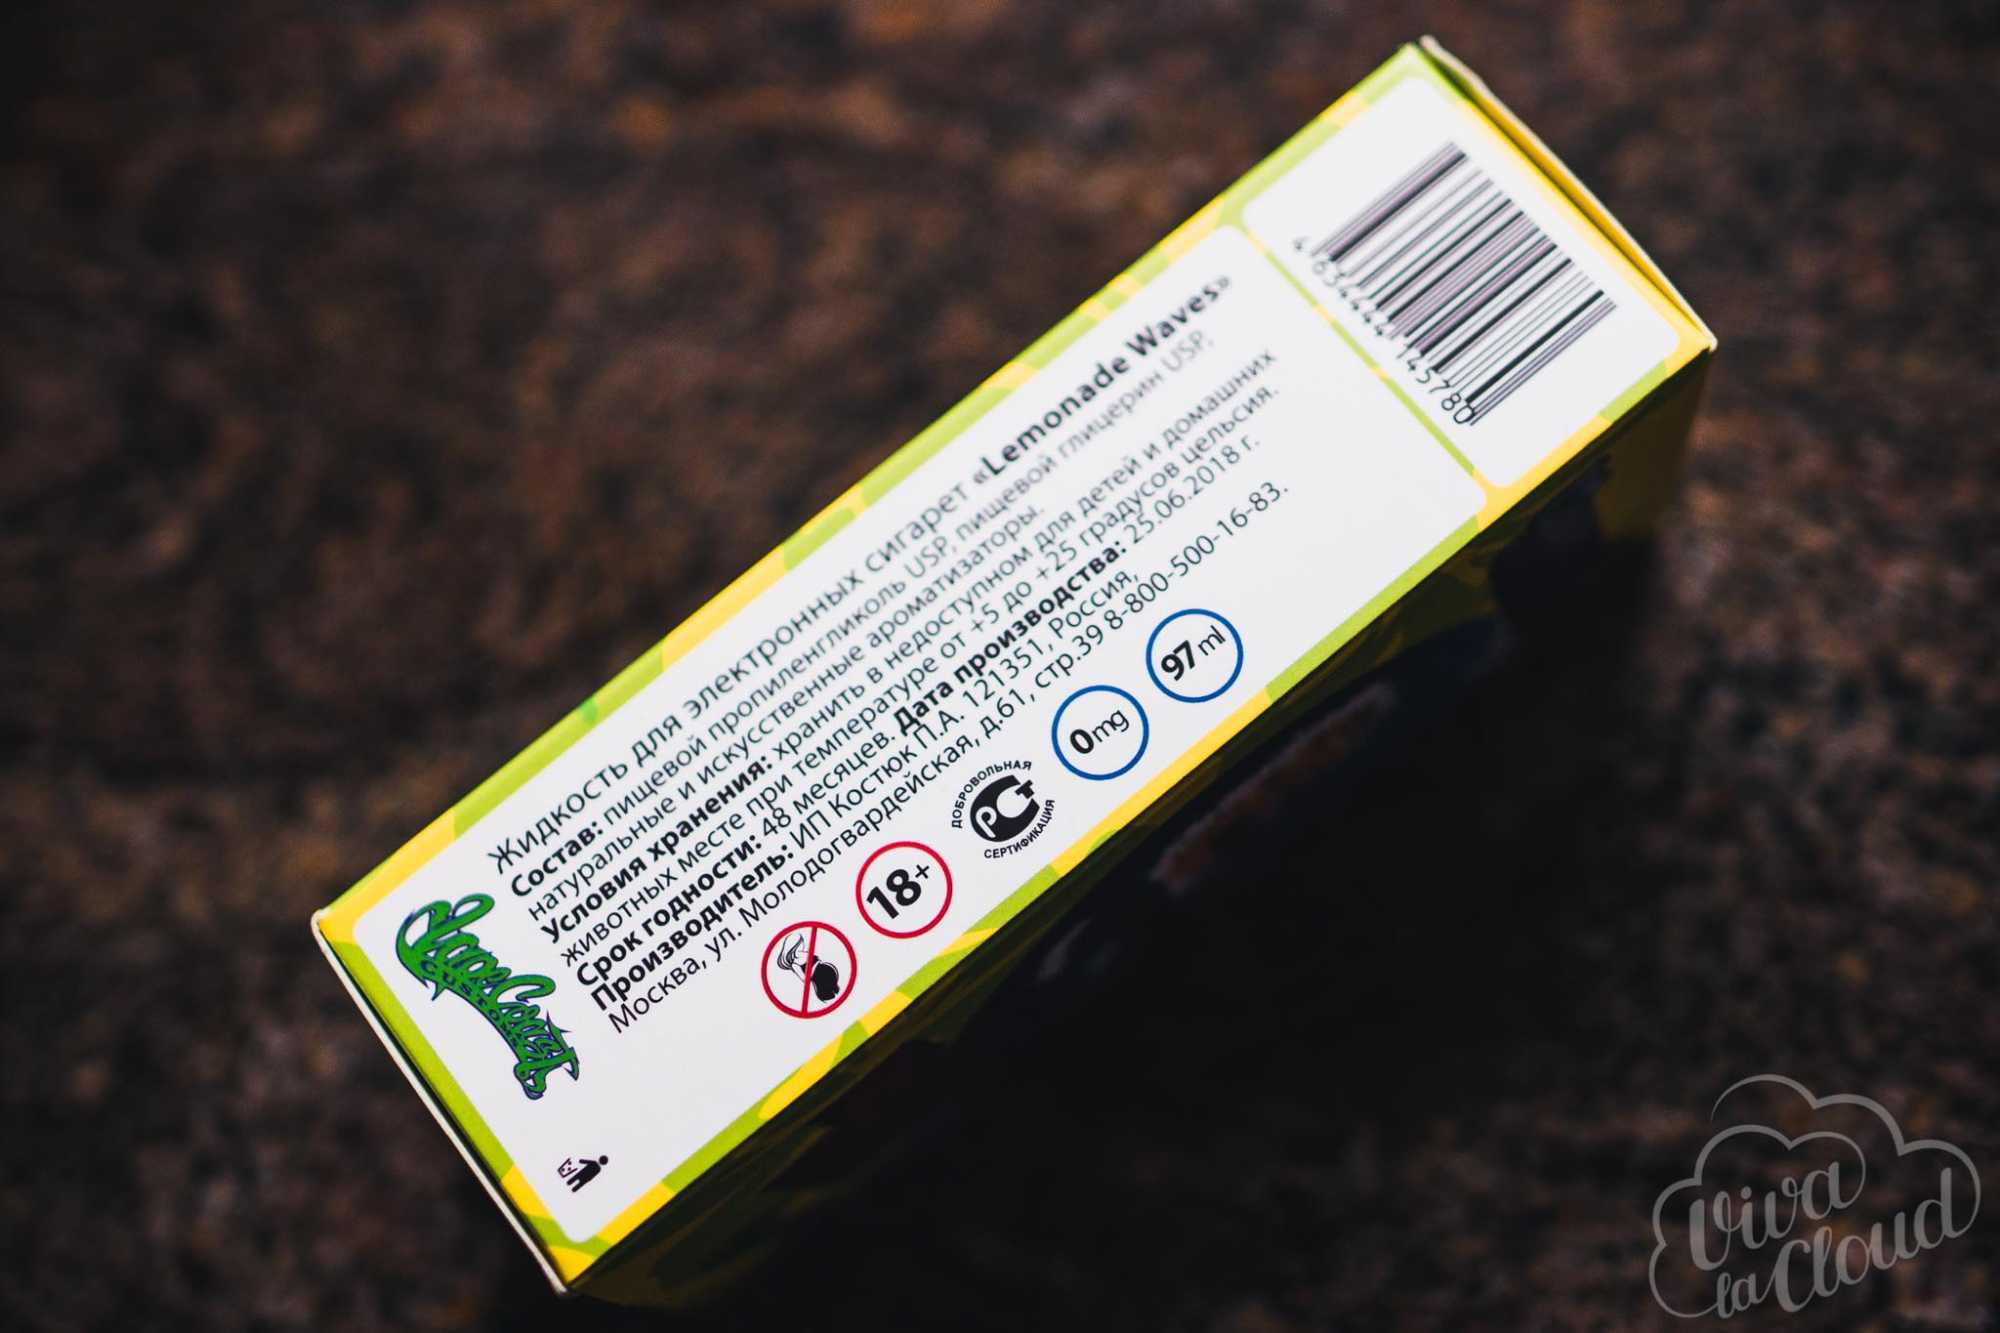 Жидкость для электронных сигарет «Lemonade Waves»
Состав: пищевой пропиленгликоль USP, пищевой глицерин USP,
натуральные и искусственные ароматизаторы.
Условия хранения: хранить в недоступном для детей и домашних
животных месте при температуре от +5 до +25 градусов цельсия.
Срок годности: 48 месяцев. Дата производства: 25.06.2018 г.
Производитель: ИП Костюк П.А. 121351, Россия,
Москва, ул. Молодогвардейская, д.61, стр.39 8-800-500-16-83.
18+
ДОБРОВОЛЬНАЯ
РСТ
СЕРТИФИКАЦИЯ
0mg
97ml
4 634444 145780
Viva
la Cloud